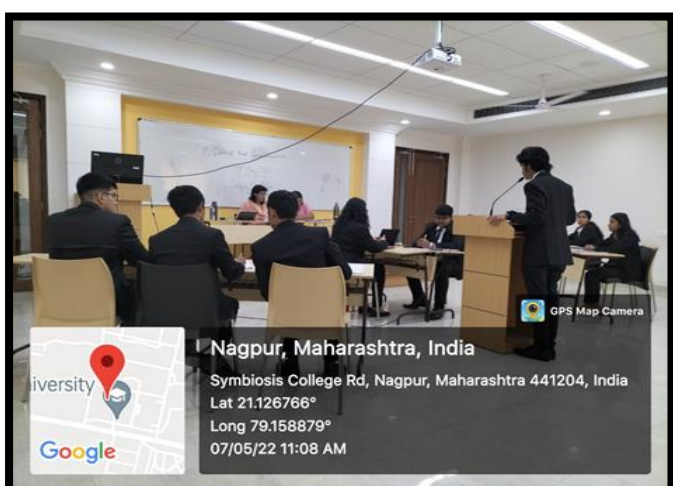 GPS Map Camera
iversity
Google
Nagpur, Maharashtra, India
Symbiosis College Rd, Nagpur, Maharashtra 441204, India
Lat 21.126766°
Long 79.158879°
07/05/22 11:08 AM